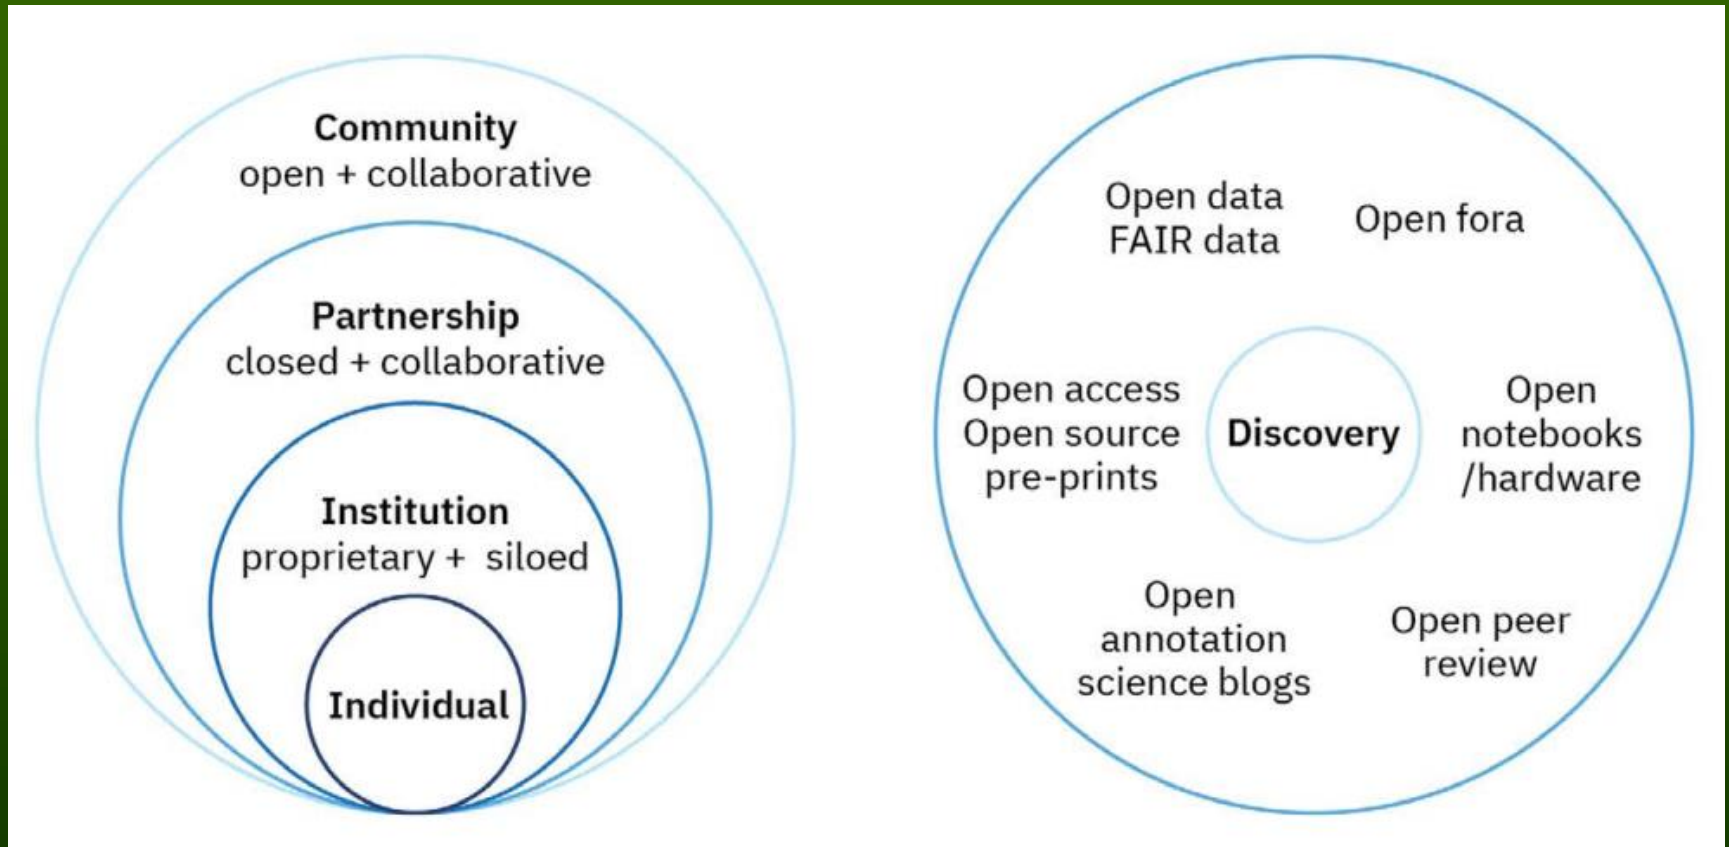 Community
open + collaborative
Partnership
closed + collaborative
Institution
proprietary + siloed
Individual
Open data
FAIR data
Open fora
Open access
Open source
pre-prints
Discovery
Open
notebooks
/hardware
Open
annotation
science blogs
Open peer
review